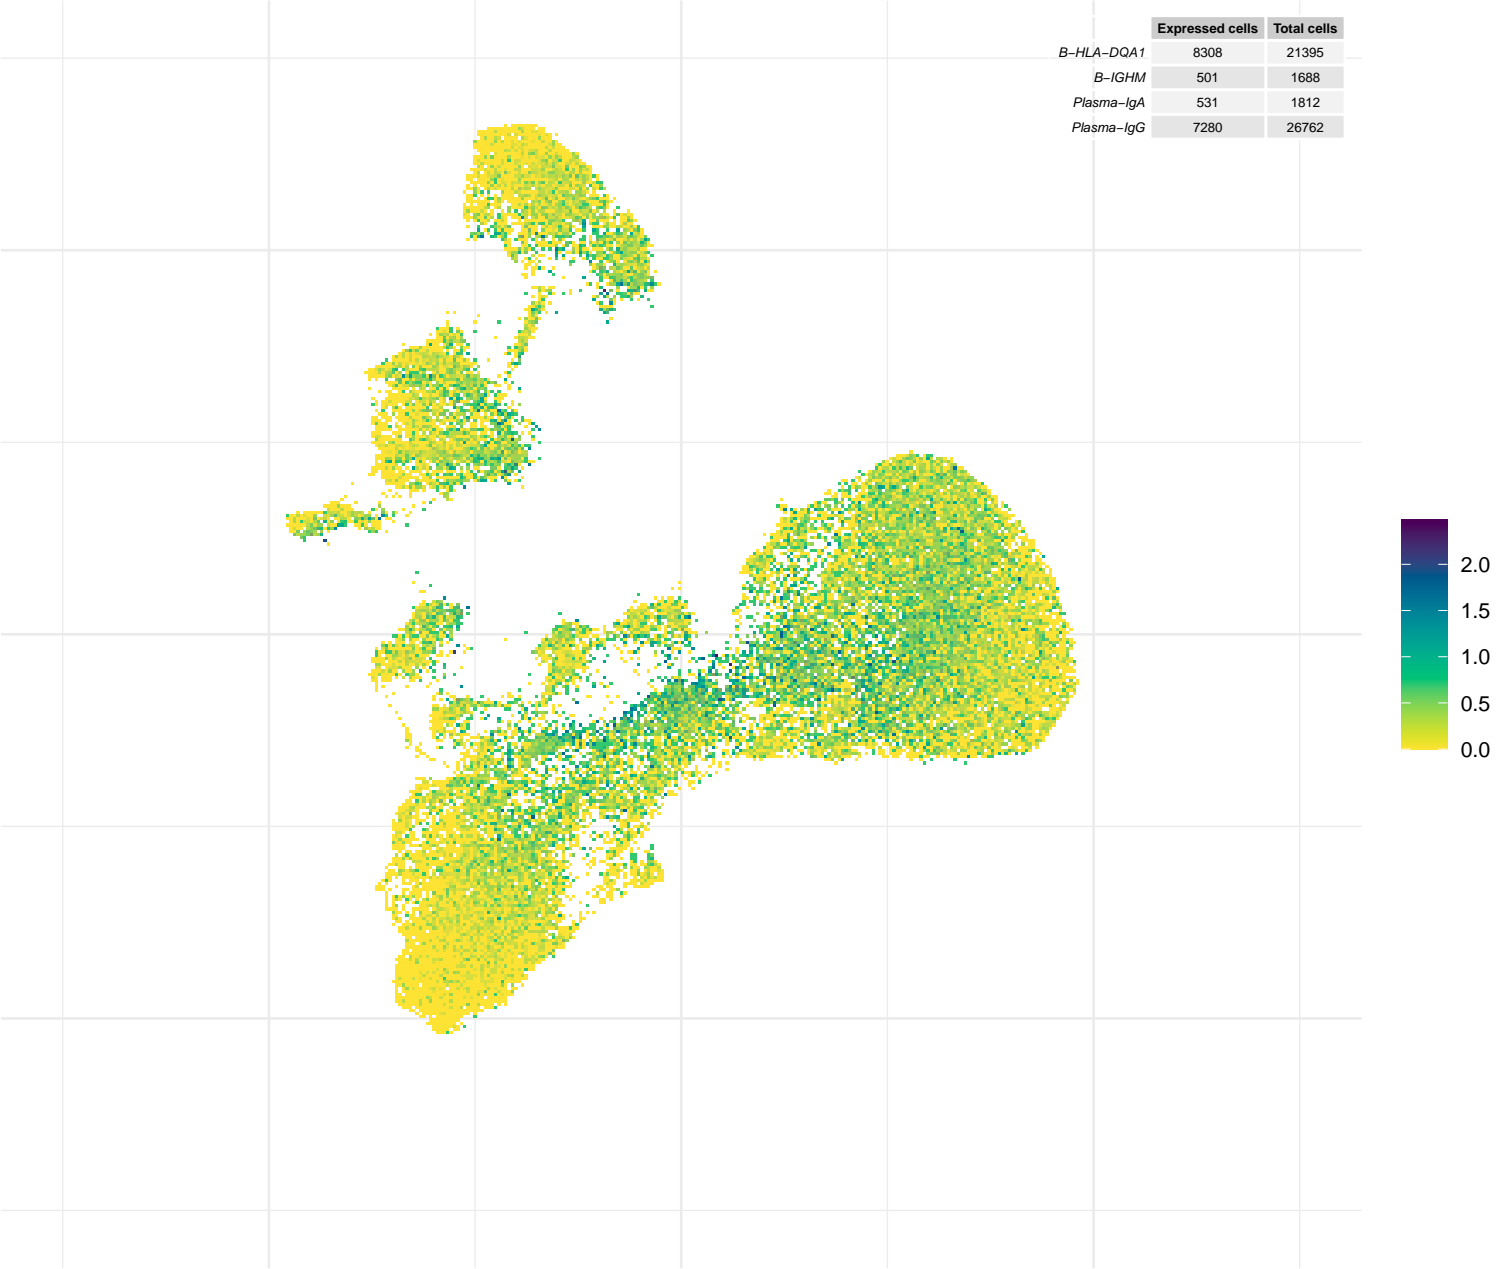 Expressed cells Total cells
B−HLA−DQA1 8308 21395
B−IGHM 501 1688
Plasma−IgA 531 1812
Plasma−IgG 7280 26762
2.0
1.5
1.0
0.5
0.0